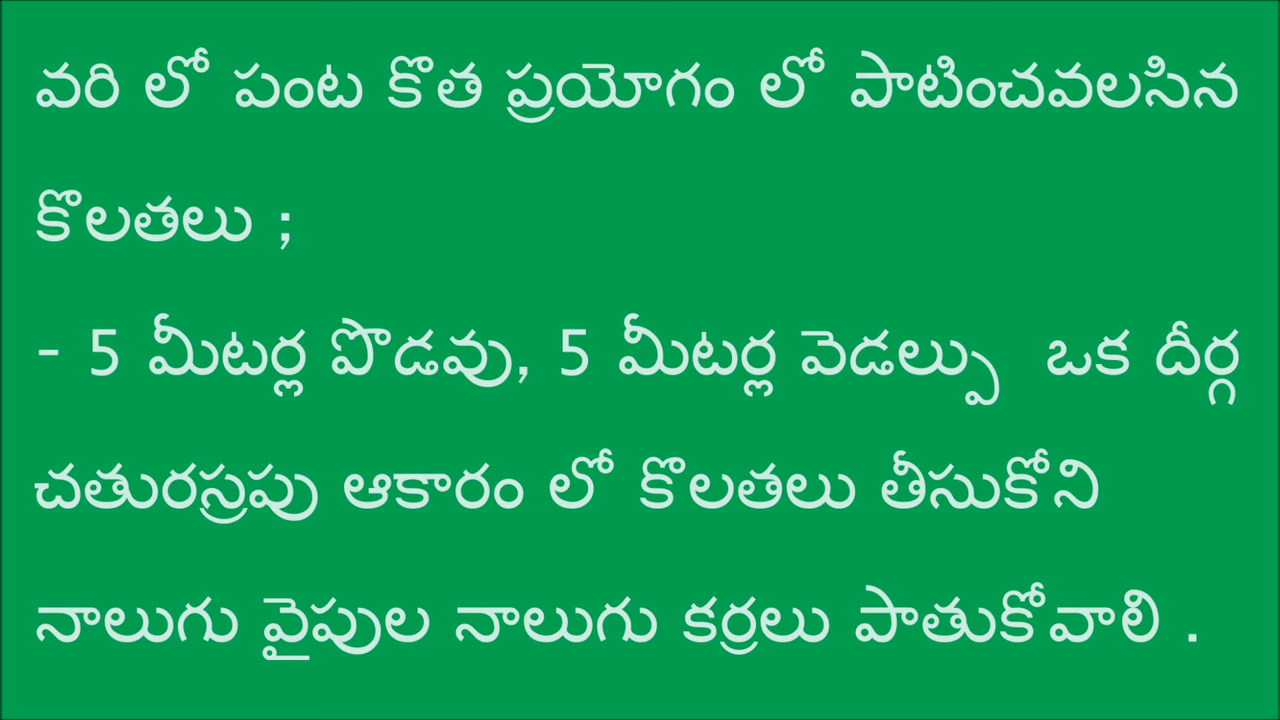 వరి లో పంట కొత ప్రయోగం లో పాటించవలసిన
కొలతలు ;
- 5 మీటర్ల పొడవు, 5 మీటర్ల వెడల్పు ఒక దీర్గ
చతురస్రపు ఆకారం లో కొలతలు తీసుకోని
నాలుగు వైపుల నాలుగు కర్రలు పాతుకోవాలి .